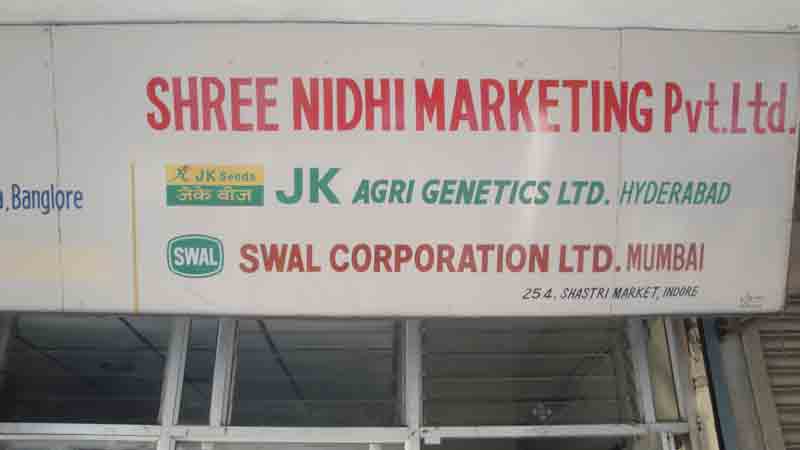 SHREE NIDHI MARKETING Pvt.Ltd.
, Banglore
JK Seeds
जेके बीज
JK AGRI GENETICS LTD. HYDERABAD
SWAL
SWAL CORPORATION LTD. MUMBAI
254, SHASTRI MARKET, INDORE